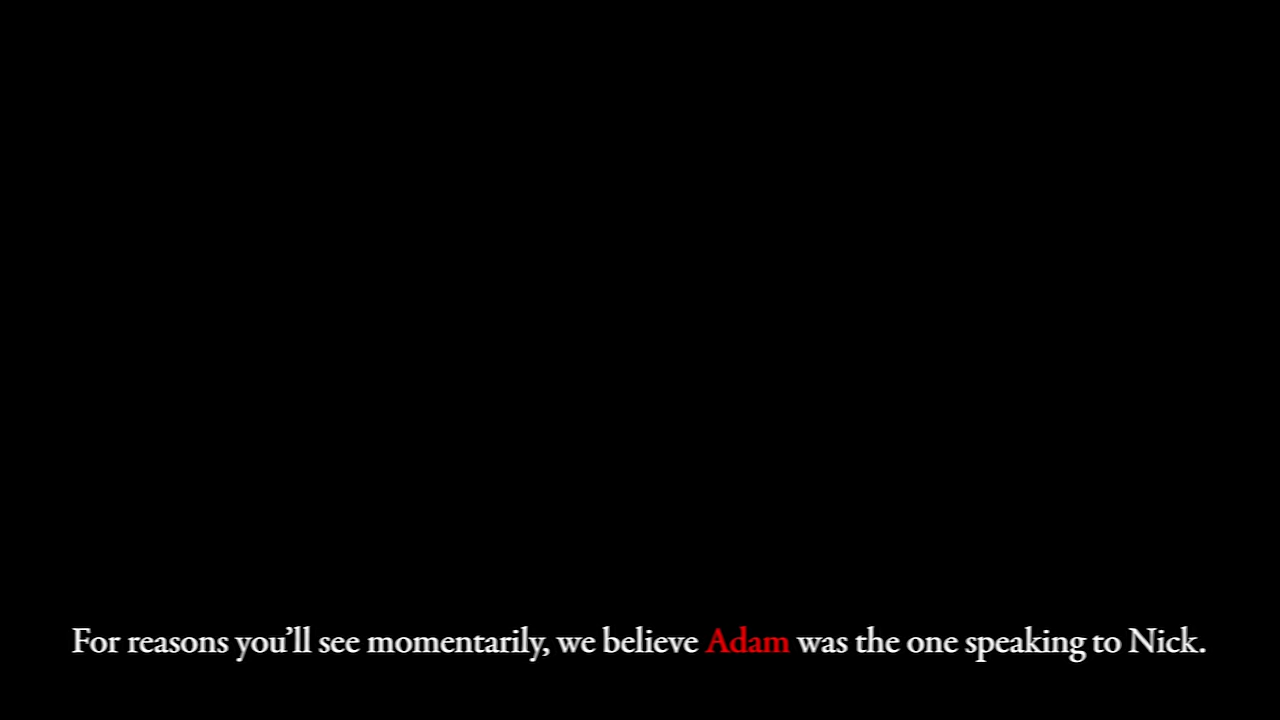 For reasons you’ll see momentarily, we believe Adam was the one speaking to Nick.